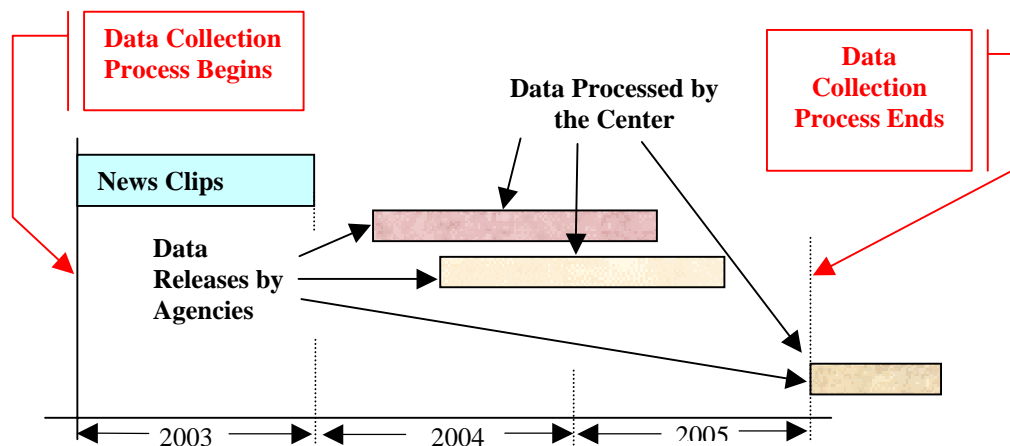 Data Collection
Process Begins
Data
Collection
Process Ends
Data Processed by
the Center
News Clips
Data
Releases by
Agencies
2003
2004
2005